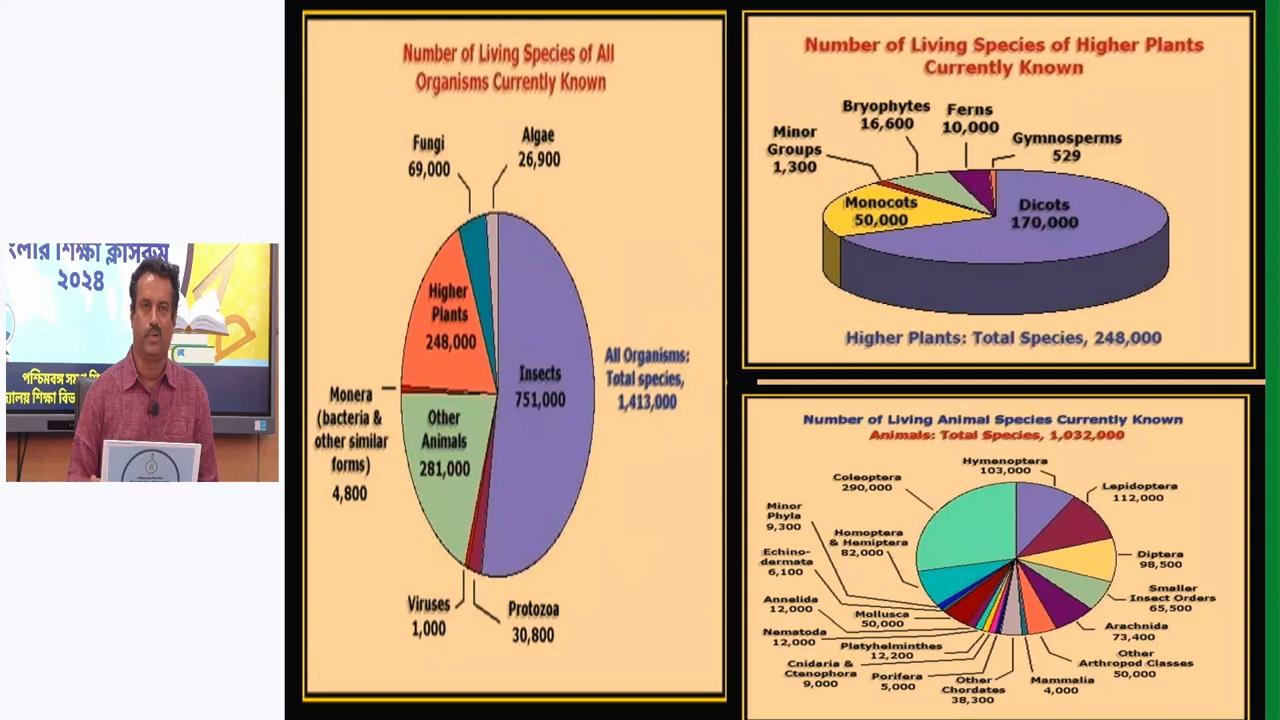 ংলার শিক্ষা ক্লাসরুম
২০২৪
পশ্চিমবঙ্গ
Number of Living Species of All
Organisms Currently Known
Fungi
69,000
Algae
26,900
Higher
Plants
248,000
Insects
751,000
All Organisms:
Total species,
1,413,000
Monera
(bacteria &
other similar
forms)
4,800
Other
Animals
281,000
Viruses
1,000
Protozoa
30,800
Number of Living Species of Higher Plants
Currently Known
Minor
Groups
1,300
Bryophytes
16,600
Ferns
10,000
Gymnosperms
529
Monocots
50,000
Dicots
170,000
Higher Plants: Total Species, 248,000
Number of Living Animal Species Currently Known
Animals: Total Species, 1,032,000
Hymenoptera
103,000
Lepidoptera
112,000
Diptera
98,500
Smaller
Insect Orders
65,500
Arachnida
73,400
Other
Arthropod Classes
50,000
Mammalia
4,000
Other
Chordates
38,300
Porifera
5,000
Cnidaria &
Ctenophora
9,000
Platyhelminthes
12,200
Nematoda
12,000
Annelida
12,000
Mollusca
50,000
Echino-
dermata
6,100
Minor
Phyla
9,300
Homoptera
& Hemiptera
82,000
Coleoptera
290,000